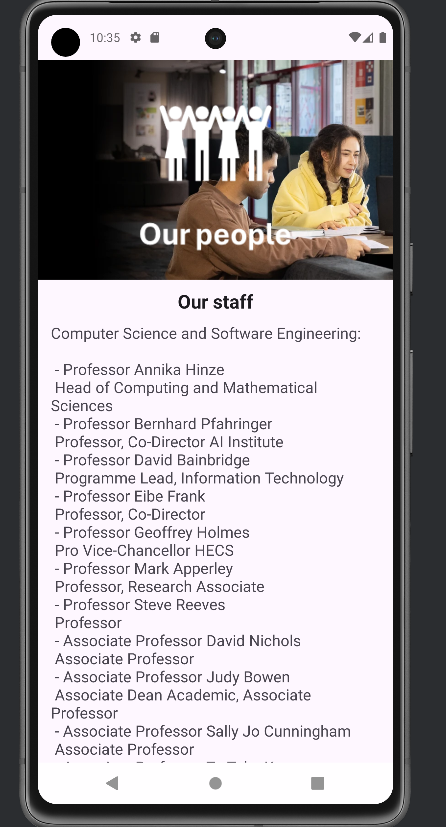 10:35
Our people
Our staff
Computer Science and Software Engineering:
- Professor Annika Hinze
Head of Computing and Mathematical
Sciences
- Professor Bernhard Pfahringer
Professor, Co-Director AI Institute
- Professor David Bainbridge
Programme Lead, Information Technology
- Professor Eibe Frank
Professor, Co-Director
- Professor Geoffrey Holmes
Pro Vice-Chancellor HECS
- Professor Mark Apperley
Professor, Research Associate
- Professor Steve Reeves
Professor
- Associate Professor David Nichols
Associate Professor
- Associate Professor Judy Bowen
Associate Dean Academic, Associate
Professor
- Associate Professor Sally Jo Cunningham
Associate Professor